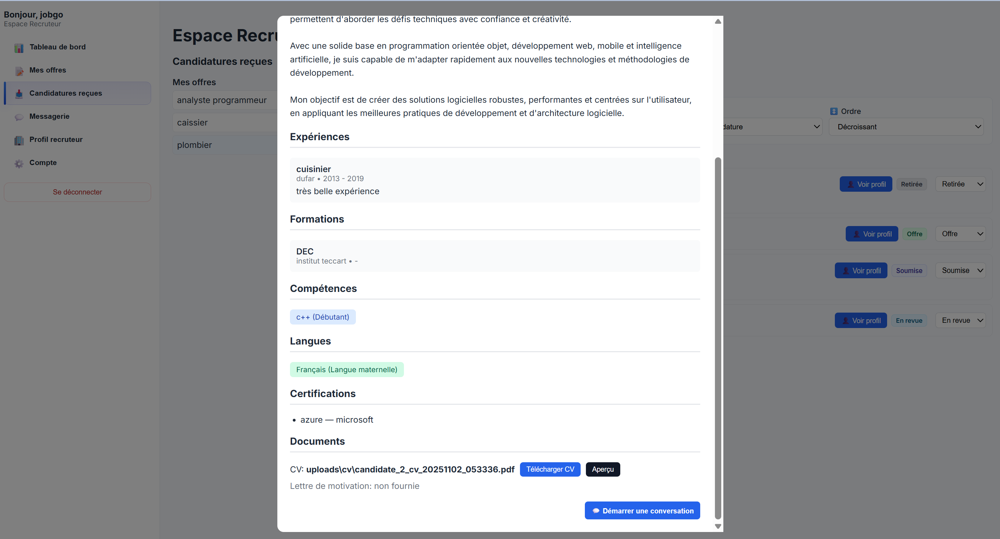 Bonjour, jobgo
Espace Recruteur
Tableau de bord
Mes offres
Candidatures reçues
Messagerie
Profil recruteur
Compte
Se déconnecter
Espace Recru
Candidatures reçues
Mes offres
analyste programmeur
caissier
plombier
permettent d'aborder les défis techniques avec confiance et créativité.
Avec une solide base en programmation orientée objet, développement web, mobile et intelligence
artificielle, je suis capable de m'adapter rapidement aux nouvelles technologies et méthodologies de
développement.
Mon objectif est de créer des solutions logicielles robustes, performantes et centrées sur l'utilisateur,
en appliquant les meilleures pratiques de développement et d'architecture logicielle.
Expériences
cuisinier
dufar • 2013 - 2019
très belle expérience
Formations
DEC
institut teccart • -
Compétences
c++ (Débutant)
Langues
Français (Langue maternelle)
Certifications
• azure — microsoft
Documents
CV: uploads\cv\candidate_2_cv_20251102_053336.pdf Télécharger CV Aperçu
Lettre de motivation: non fournie
Démarrer une conversation
Ordre
dature Décroissant
Voir profil Retirée Retirée
Voir profil Offre Offre
Voir profil Soumise Soumise
Voir profil En revue En revue